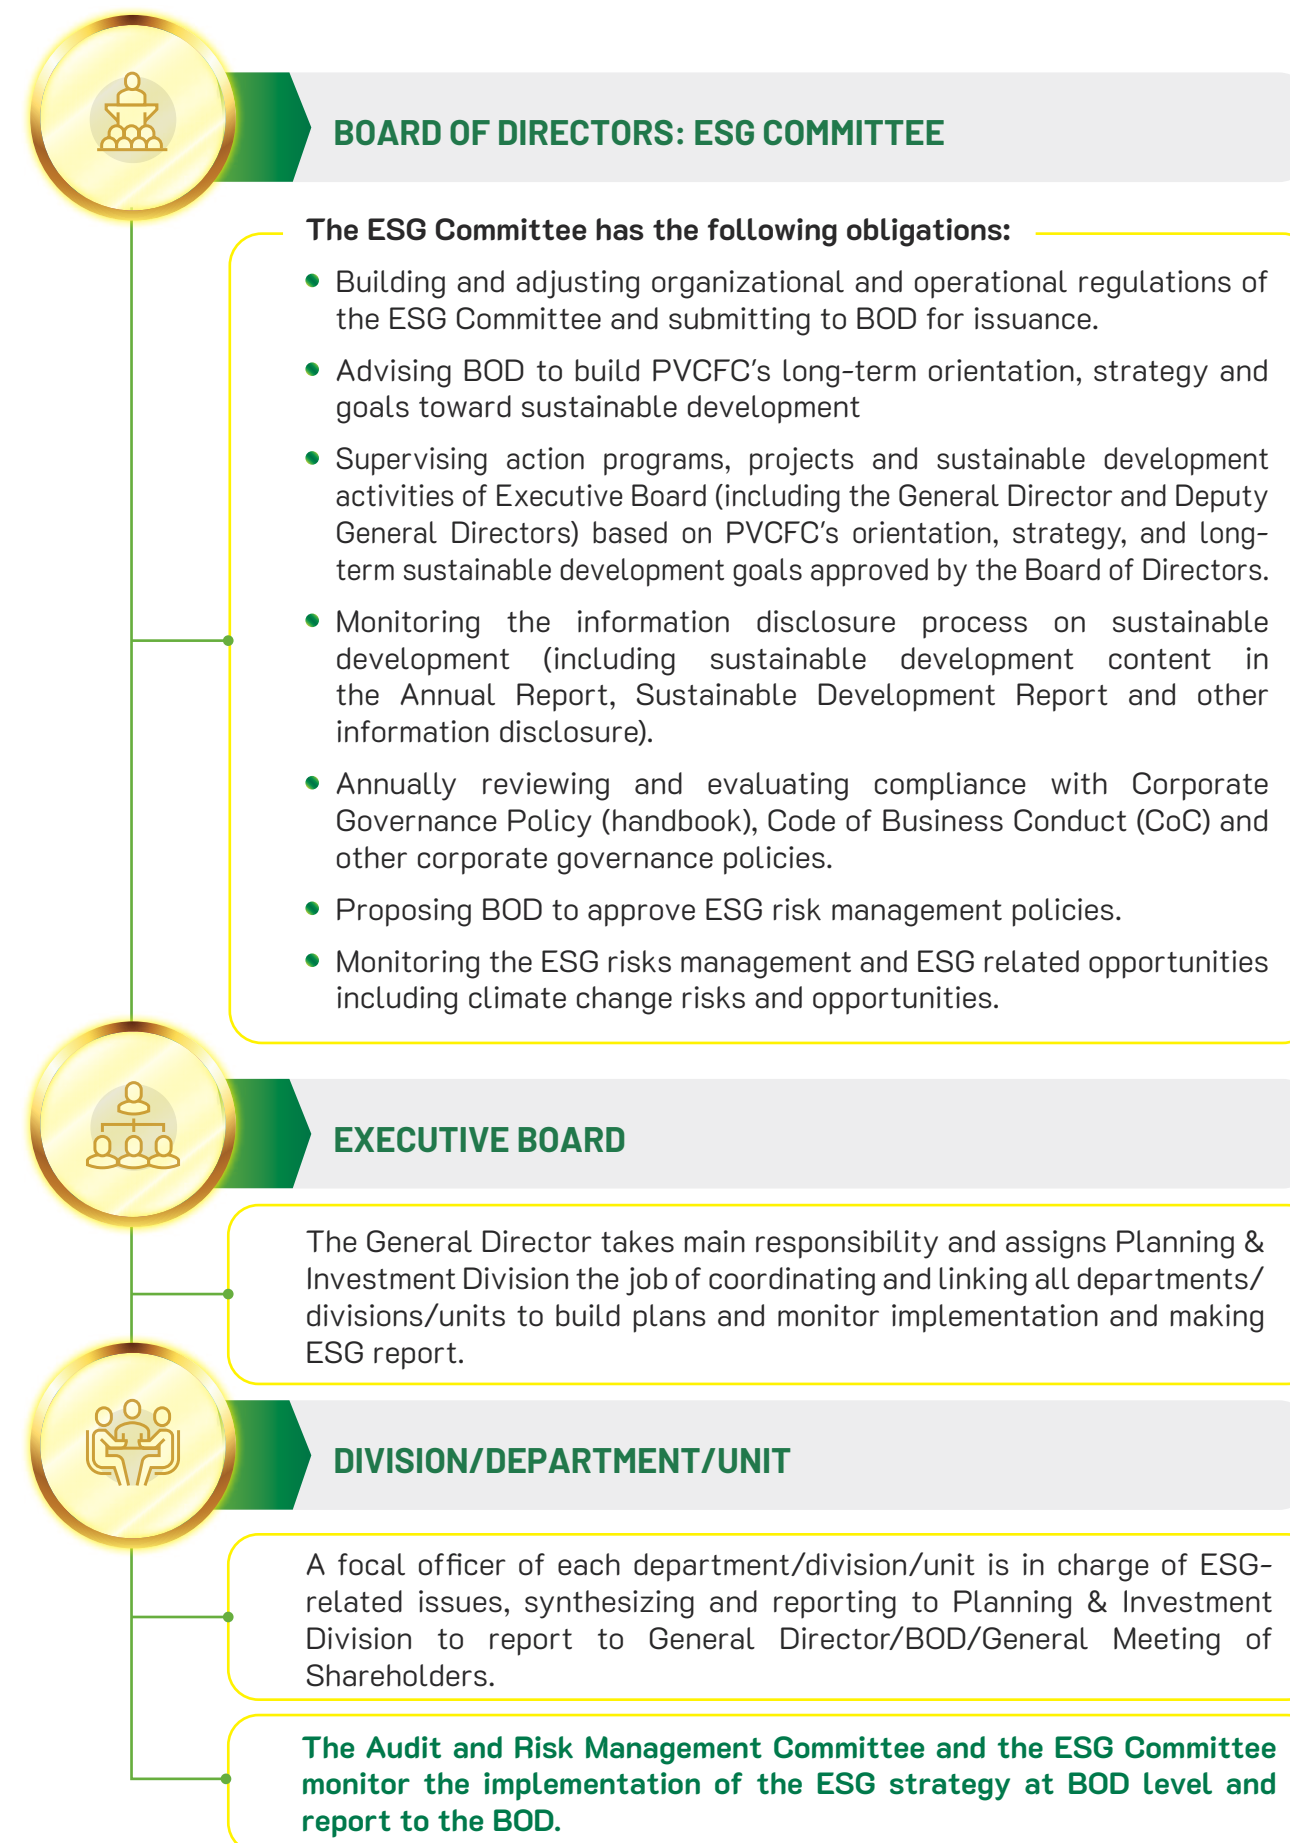 BOARD OF DIRECTORS: ESG COMMITTEE
The ESG Committee has the following obligations:
Building and adjusting organizational and operational regulations of
the ESG Committee and submitting to BOD for issuance.
Advising BOD to build PVCFC's long-term orientation, strategy and
goals toward sustainable development
Supervising action programs, projects and sustainable development
activities of Executive Board (including the General Director and Deputy
General Directors) based on PVCFC's orientation, strategy, and long-
term sustainable development goals approved by the Board of Directors.
Monitoring the information disclosure process on sustainable
development (including sustainable development content in
the Annual Report, Sustainable Development Report and other
information disclosure).
Annually reviewing and evaluating compliance with Corporate
Governance Policy (handbook), Code of Business Conduct (CoC) and
other corporate governance policies.
Proposing BOD to approve ESG risk management policies.
Monitoring the ESG risks management and ESG related opportunities
including climate change risks and opportunities.
EXECUTIVE BOARD
The General Director takes main responsibility and assigns Planning &
Investment Division the job of coordinating and linking all departments/
divisions/units to build plans and monitor implementation and making
ESG report.
DIVISION/DEPARTMENT/UNIT
A focal officer of each department/division/unit is in charge of ESG-
related issues, synthesizing and reporting to Planning & Investment
Division to report to General Director/BOD/General Meeting of
Shareholders.
The Audit and Risk Management Committee and the ESG Committee
monitor the implementation of the ESG strategy at BOD level and
report to the BOD.